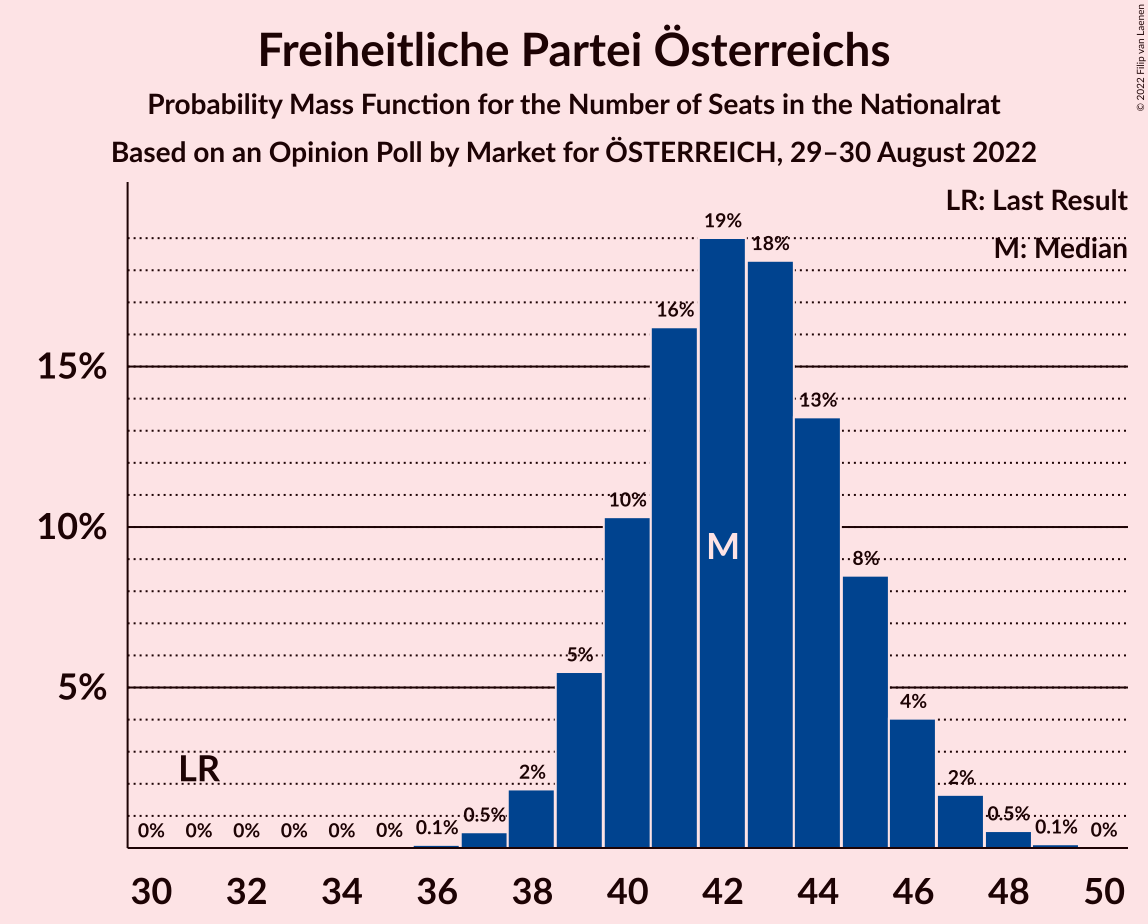 Freiheitliche Partei Österreichs
Probability Mass Function for the Number of Seats in the Nationalrat
Based on an Opinion Poll by Market for ÖSTERREICH, 29–30 August 2022
© 2022 Filip van Laenen
LR: Last Result
M: Median
19%
18%
16%
15%
13%
10%
10%
M
8%
5%
5%
4%
LR
2%
2%
0% 0% 0% 0% 0% 0% 0.1% 0.5% 0.5% 0.1% 0%
30 32 34 36 38 40 42 44 46 48 50